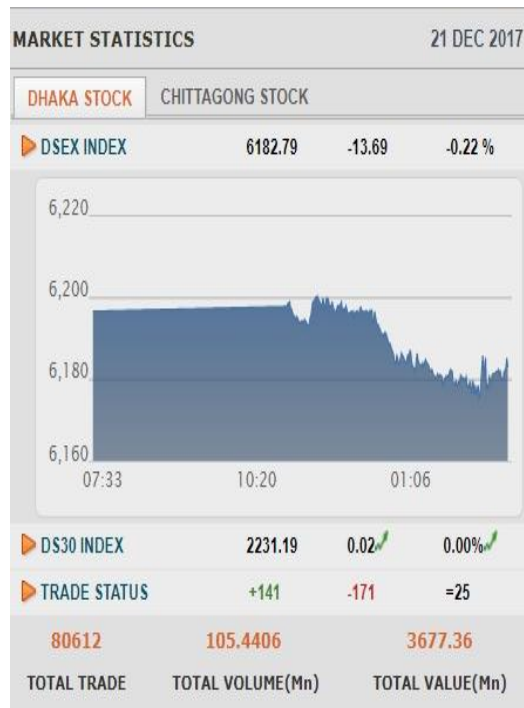 MARKET STATISTICS 21 DEC 2017
DHAKA STOCK CHITTAGONG STOCK
DSEX INDEX 6182.79 -13.69 -0.22 %
6,220
6,200
6,180
6,160
07:33 10:20 01:06
DS30 INDEX 2231.19 0.02 0.00%
TRADE STATUS +141 -171 =25
80612 105.4406 3677.36
TOTAL TRADE TOTAL VOLUME(Mn) TOTAL VALUE(Mn)